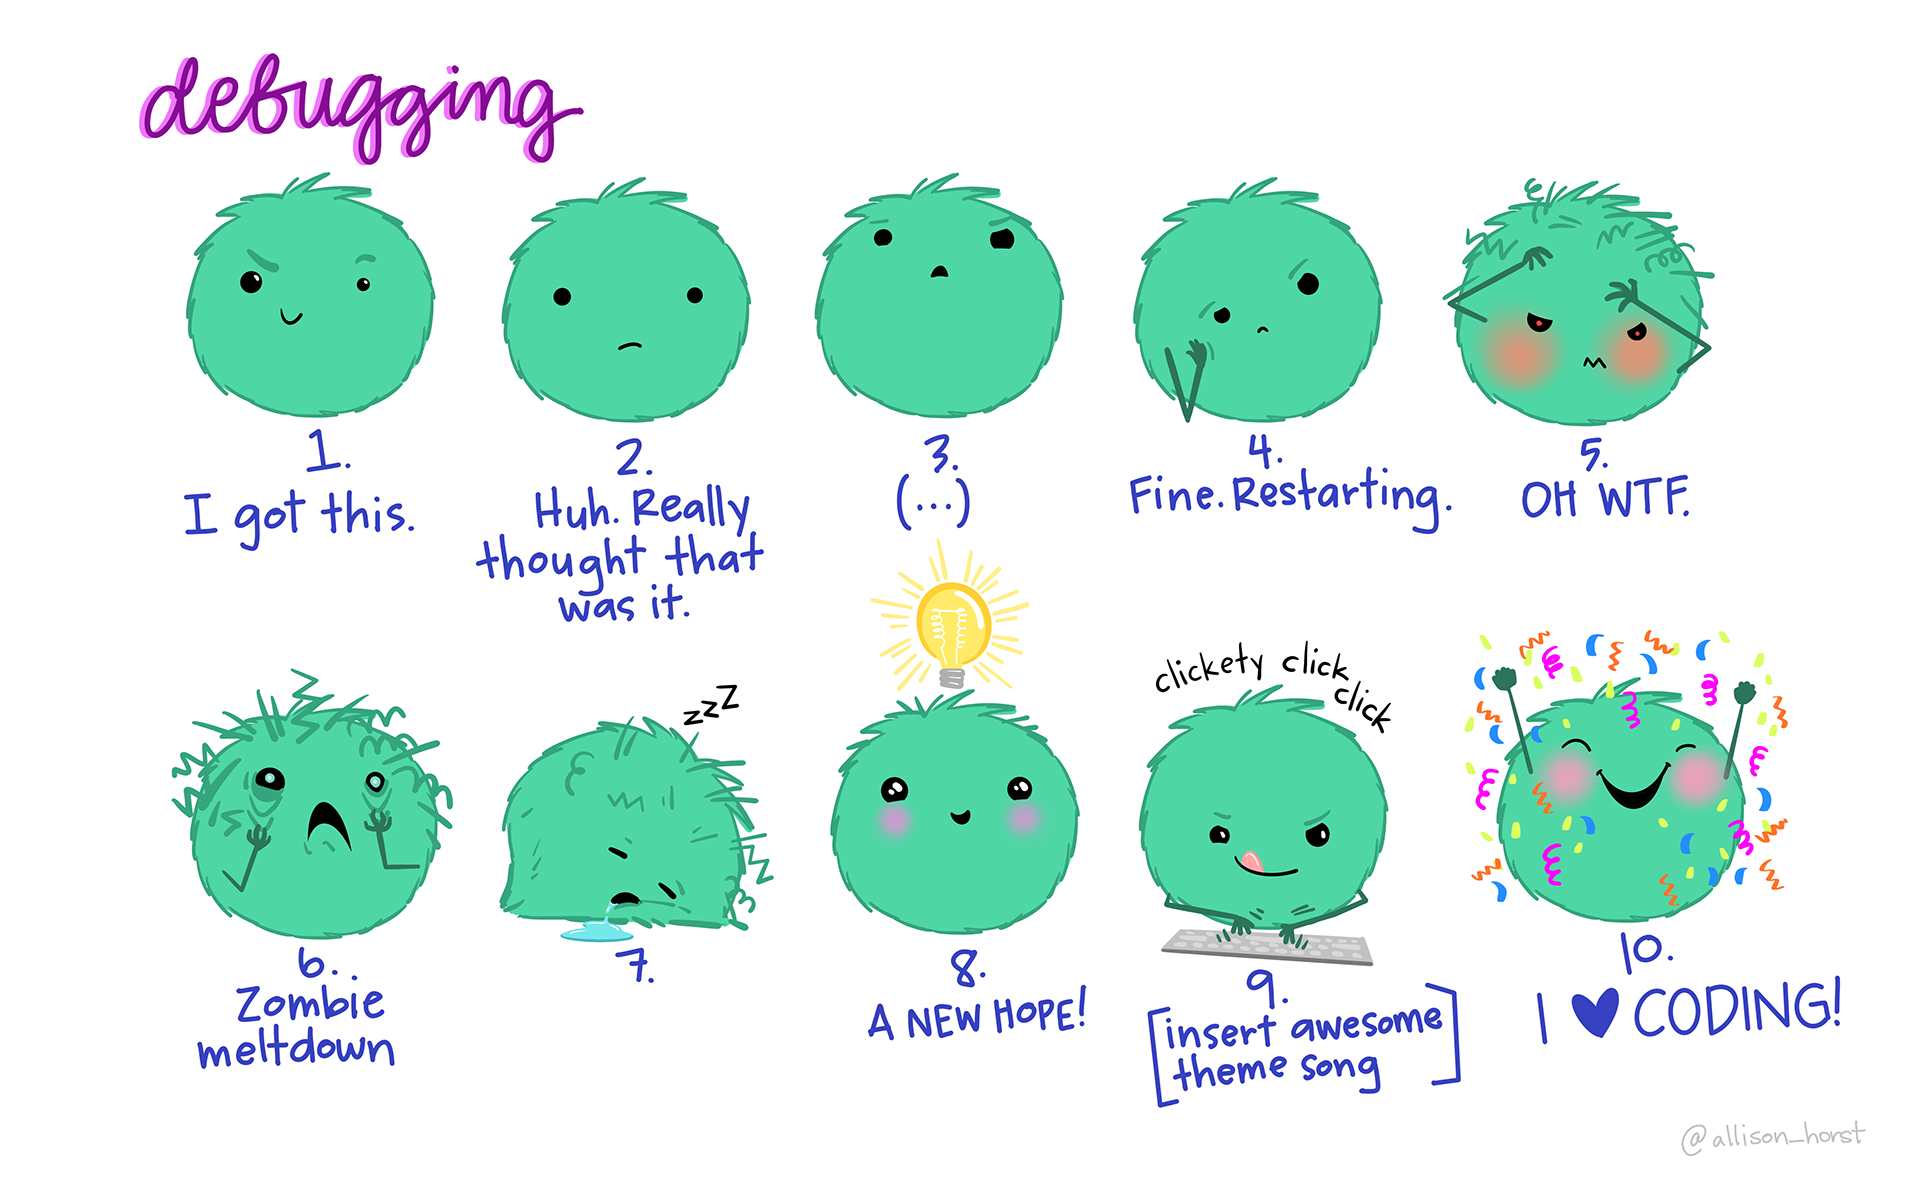 debugging
1.
I got this.
2.
Huh. Really
thought that
was it.
3.
(...)
4.
Fine. Restarting.
5.
OH WTF.
6.
Zombie
meltdown
zzZ
7.
8.
A NEW HOPE!
clickety click
click
9.
[insert awesome
theme song]
10.
I ♥ CODING!
@allison_horst